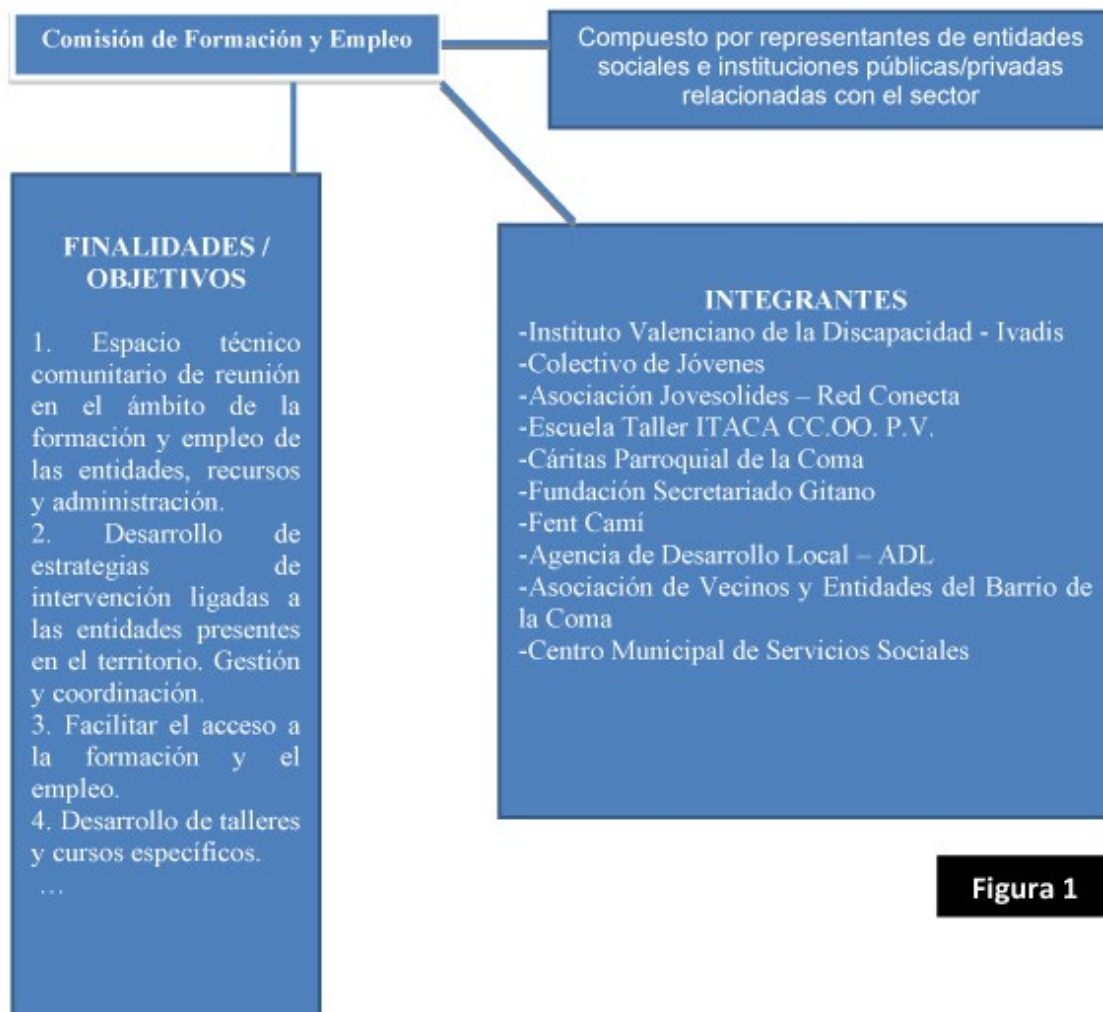 Comisión de Formación y Empleo
Compuesto por representantes de entidades
sociales e instituciones públicas/privadas
relacionadas con el sector
FINALIDADES /
OBJETIVOS
1. Espacio técnico
comunitario de reunión
en el ámbito de la
formación y empleo de
las entidades, recursos
y administración.
2. Desarrollo de
estrategias de
intervención ligadas a
las entidades presentes
en el territorio. Gestión
y coordinación.
3. Facilitar el acceso a
la formación y el
empleo.
4. Desarrollo de talleres
y cursos específicos.
…
INTEGRANTES
-Instituto Valenciano de la Discapacidad - Ivadis
-Colectivo de Jóvenes
-Asociación Jovesolides – Red Conecta
-Escuela Taller ITACA CC.OO. P.V.
-Cáritas Parroquial de la Coma
-Fundación Secretariado Gitano
-Fent Camí
-Agencia de Desarrollo Local – ADL
-Asociación de Vecinos y Entidades del Barrio de
la Coma
-Centro Municipal de Servicios Sociales
Figura 1